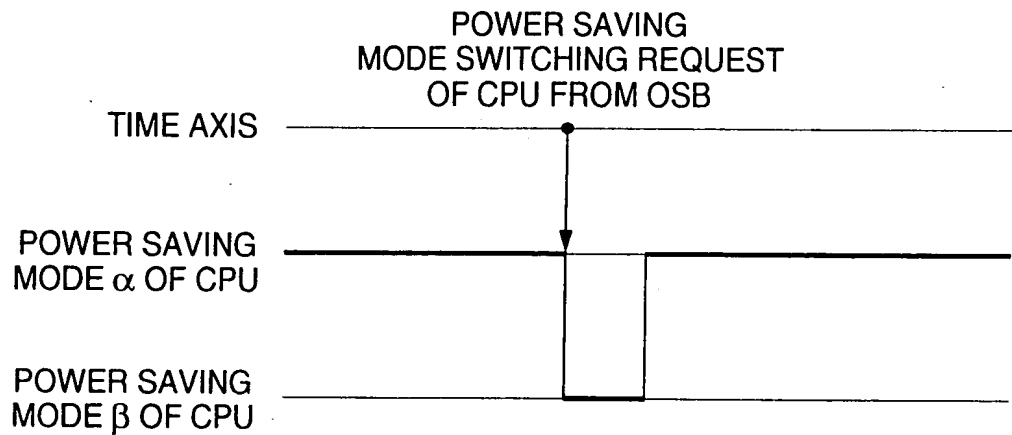 POWER SAVING
MODE SWITCHING REQUEST
OF CPU FROM OSB
TIME AXIS
POWER SAVING
MODE α OF CPU
POWER SAVING
MODE β OF CPU